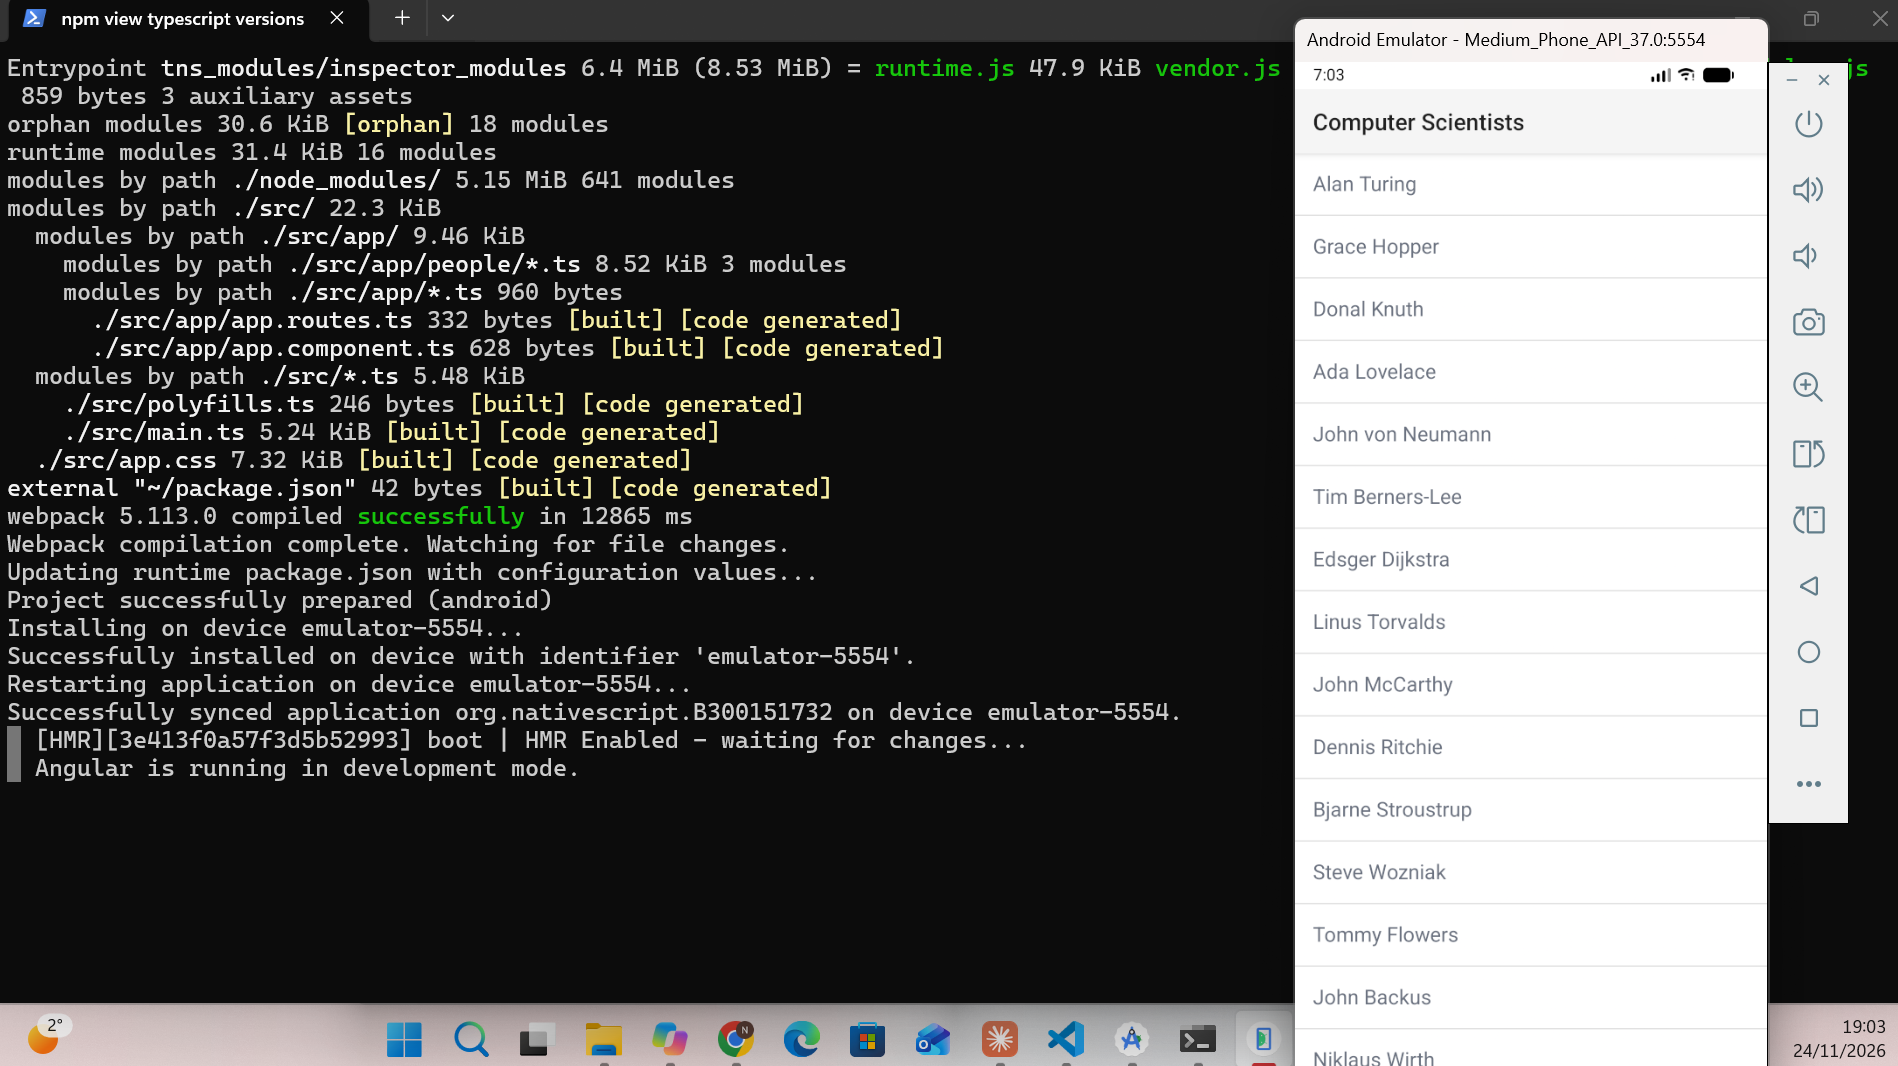 npm view typescript versions
Entrypoint tns_modules/inspector_modules 6.4 MiB (8.53 MiB) = runtime.js 47.9 KiB vendor.js
859 bytes 3 auxiliary assets
orphan modules 30.6 KiB [orphan] 18 modules
runtime modules 31.4 KiB 16 modules
modules by path ./node_modules/ 5.15 MiB 641 modules
modules by path ./src/ 22.3 KiB
modules by path ./src/app/ 9.46 KiB
modules by path ./src/app/people/*.ts 8.52 KiB 3 modules
modules by path ./src/app/*.ts 960 bytes
./src/app/app.routes.ts 332 bytes [built] [code generated]
./src/app/app.component.ts 628 bytes [built] [code generated]
modules by path ./src/*.ts 5.48 KiB
./src/polyfills.ts 246 bytes [built] [code generated]
./src/main.ts 5.24 KiB [built] [code generated]
./src/app.css 7.32 KiB [built] [code generated]
external "~/package.json" 42 bytes [built] [code generated]
webpack 5.113.0 compiled successfully in 12865 ms
Webpack compilation complete. Watching for file changes.
Updating runtime package.json with configuration values...
Project successfully prepared (android)
Installing on device emulator-5554...
Successfully installed on device with identifier 'emulator-5554'.
Restarting application on device emulator-5554...
Successfully synced application org.nativescript.B300151732 on device emulator-5554.
[HMR][3e413f0a57f3d5b52993] boot | HMR Enabled - waiting for changes...
Angular is running in development mode.
Android Emulator - Medium_Phone_API_37.0:5554
7:03
Computer Scientists
Alan Turing
Grace Hopper
Donal Knuth
Ada Lovelace
John von Neumann
Tim Berners-Lee
Edsger Dijkstra
Linus Torvalds
John McCarthy
Dennis Ritchie
Bjarne Stroustrup
Steve Wozniak
Tommy Flowers
John Backus
Niklaus Wirth
2°
N
19:03
24/11/2026